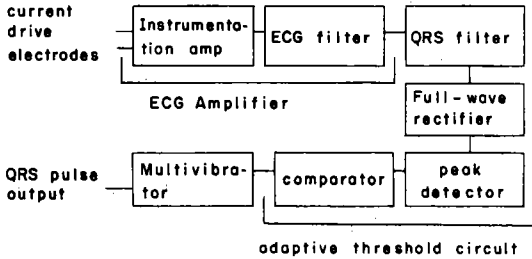 current
drive
electrodes
Instrumenta-
tion amp
ECG filter
QRS filter
ECG Amplifier
Full-wave
rectifier
QRS pulse
output
Multivibra-
tor
comparator
peak
detector
adaptive threshold circuit